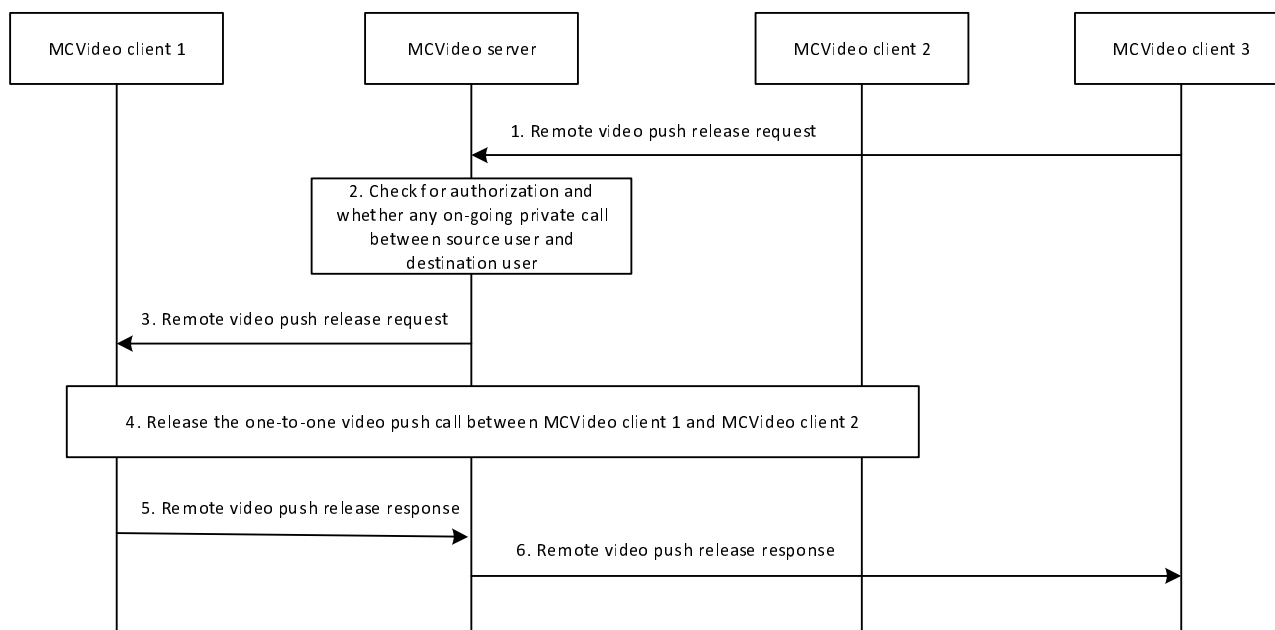 MCVideo client 1
MCVideo server
MCVideo client 2
MCVideo client 3
1. Remote video push release request
2. Check for authorization and
whether any on-going private call
between source user and
destination user
3. Remote video push release request
4. Release the one-to-one video push call between MCVideo client 1 and MCVideo client 2
5. Remote video push release response
6. Remote video push release response